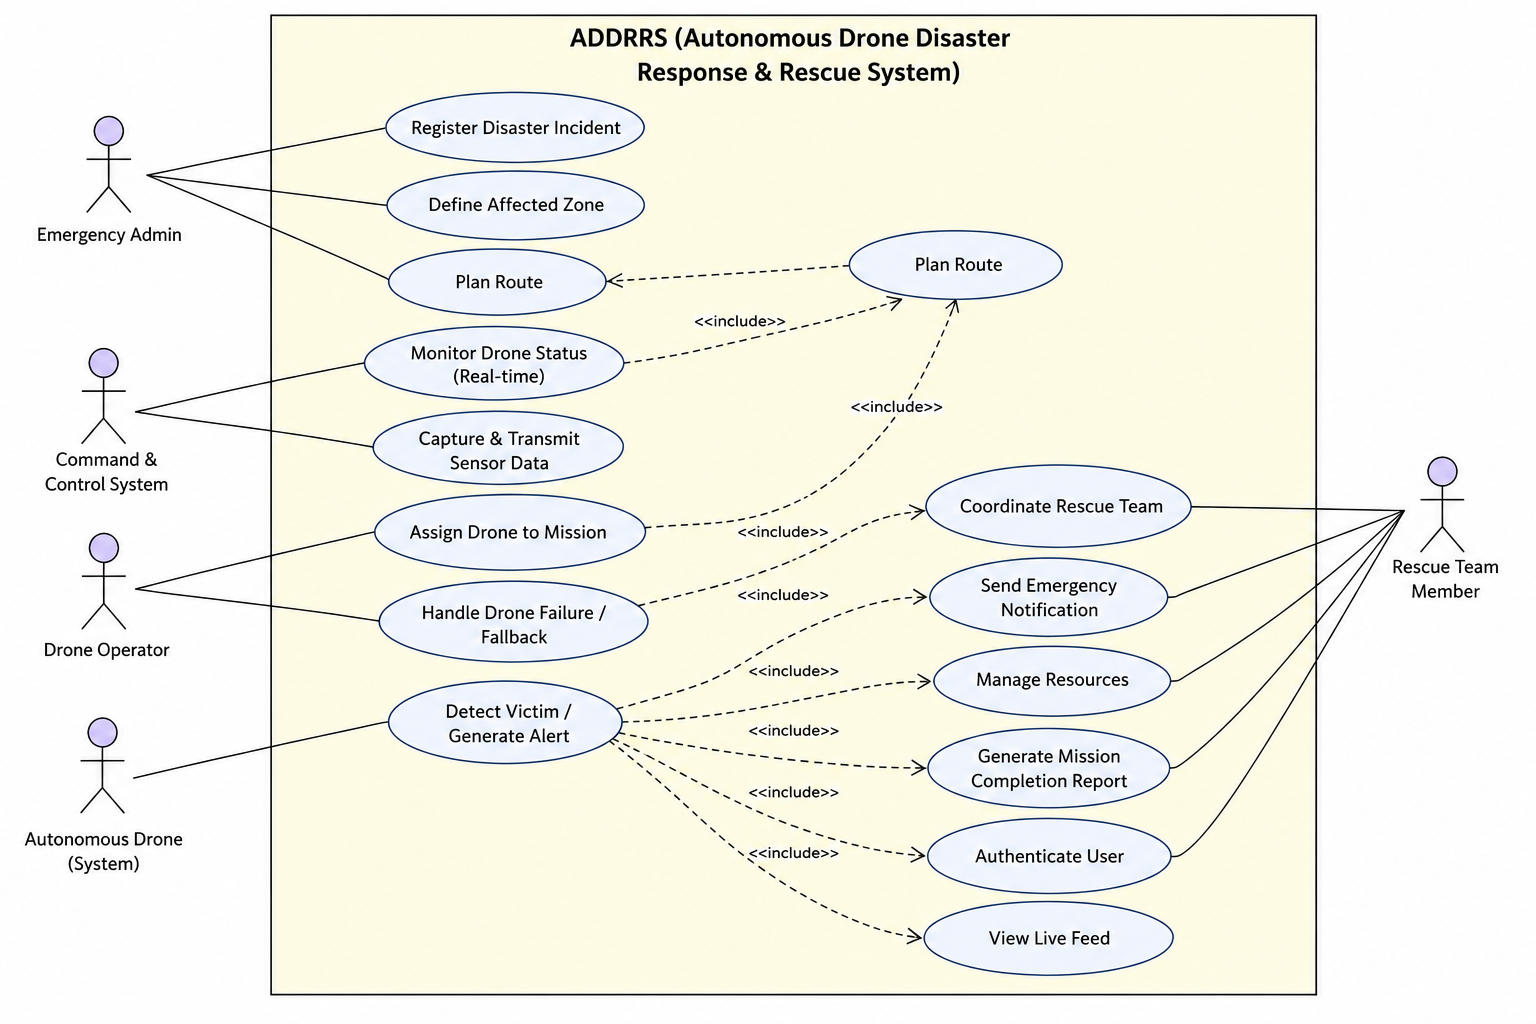 ADDRRS (Autonomous Drone Disaster
Response & Rescue System)
Register Disaster Incident
Emergency Admin
Define Affected Zone
Plan Route
Plan Route
<<include>>
Monitor Drone Status
(Real-time)
Command &
Control System
<<include>>
Capture & Transmit
Sensor Data
Assign Drone to Mission
<<include>>
Coordinate Rescue Team
Rescue Team
Member
Drone Operator
Handle Drone Failure /
Fallback
<<include>>
Send Emergency
Notification
<<include>>
Manage Resources
Detect Victim /
Generate Alert
<<include>>
Generate Mission
Completion Report
<<include>>
Autonomous Drone
(System)
<<include>>
Authenticate User
View Live Feed